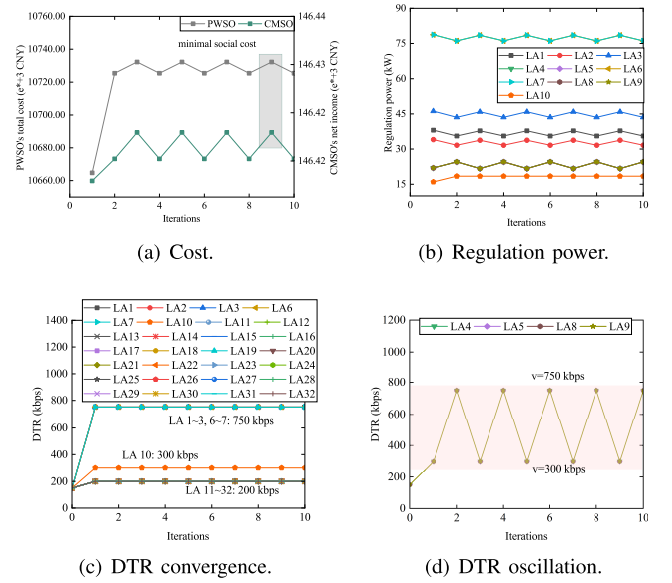 PWSO CMSO
minimal social cost
PWSO's total cost (e*+3 CNY)
10760.00
10740.00
10720.00
10700.00
10680.00
10660.00
146.44
146.43
146.42
146.42
CMSO's net income (e*+3 CNY)
0 2 4 6 8 10
Iterations
(a) Cost.
Regulation power (kW)
90
75
60
45
30
15
LA1 LA2 LA3
LA4 LA5 LA6
LA7 LA8 LA9
LA10
0 2 4 6 8 10
Iterations
(b) Regulation power.
LA1 LA2 LA3 LA6
LA7 LA10 LA11 LA12
LA13 LA14 LA15 LA16
LA17 LA18 LA19 LA20
LA21 LA22 LA23 LA24
LA25 LA26 LA27 LA28
LA29 LA30 LA31 LA32
DTR (kbps)
1400
1200
1000
800
600
400
200
0
LA 1~3, 6~7: 750 kbps
LA 10: 300 kbps
LA 11~32: 200 kbps
0 1 2 3 4 5 6 7 8 9 10
Iterations
(c) DTR convergence.
LA4 LA5 LA8 LA9
DTR (kbps)
1200
1000
800
600
400
200
0
v=750 kbps
v=300 kbps
0 2 4 6 8 10
Iterations
(d) DTR oscillation.